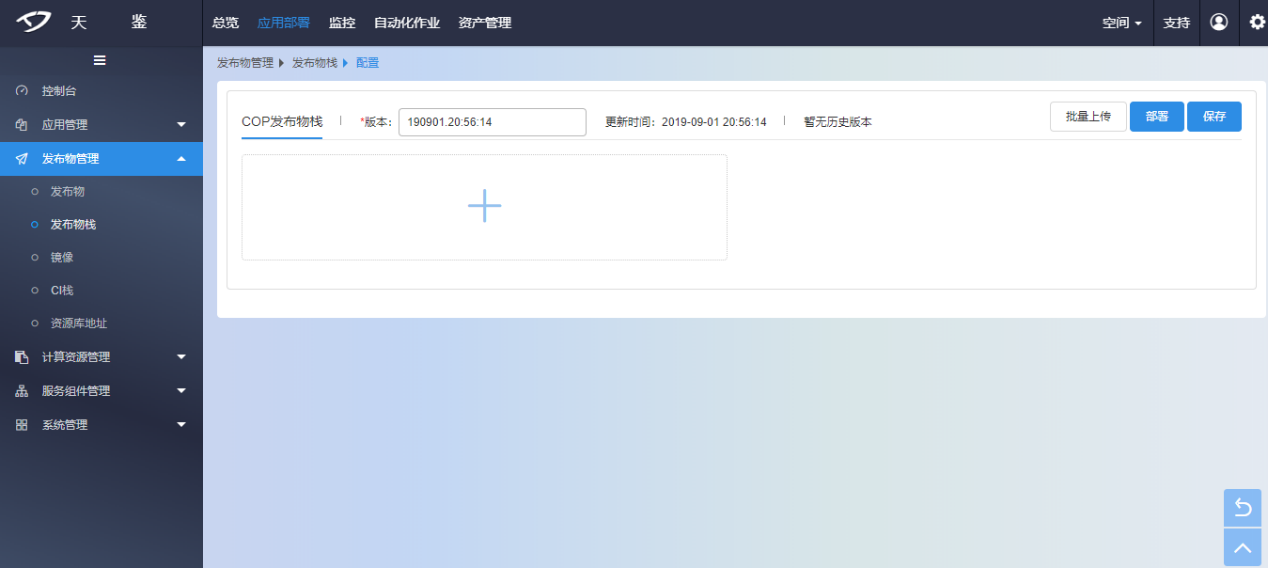 天 鉴
总览 应用部署 监控 自动化作业 资产管理 空间 支持
发布物管理 发布物栈 配置
控制台
应用管理
发布物管理
发布物
发布物栈
镜像
CI栈
资源库地址
计算资源管理
服务组件管理
系统管理
COP发布物栈 *版本: 190901.20:56:14 更新时间: 2019-09-01 20:56:14 暂无历史版本 批量上传 部署 保存